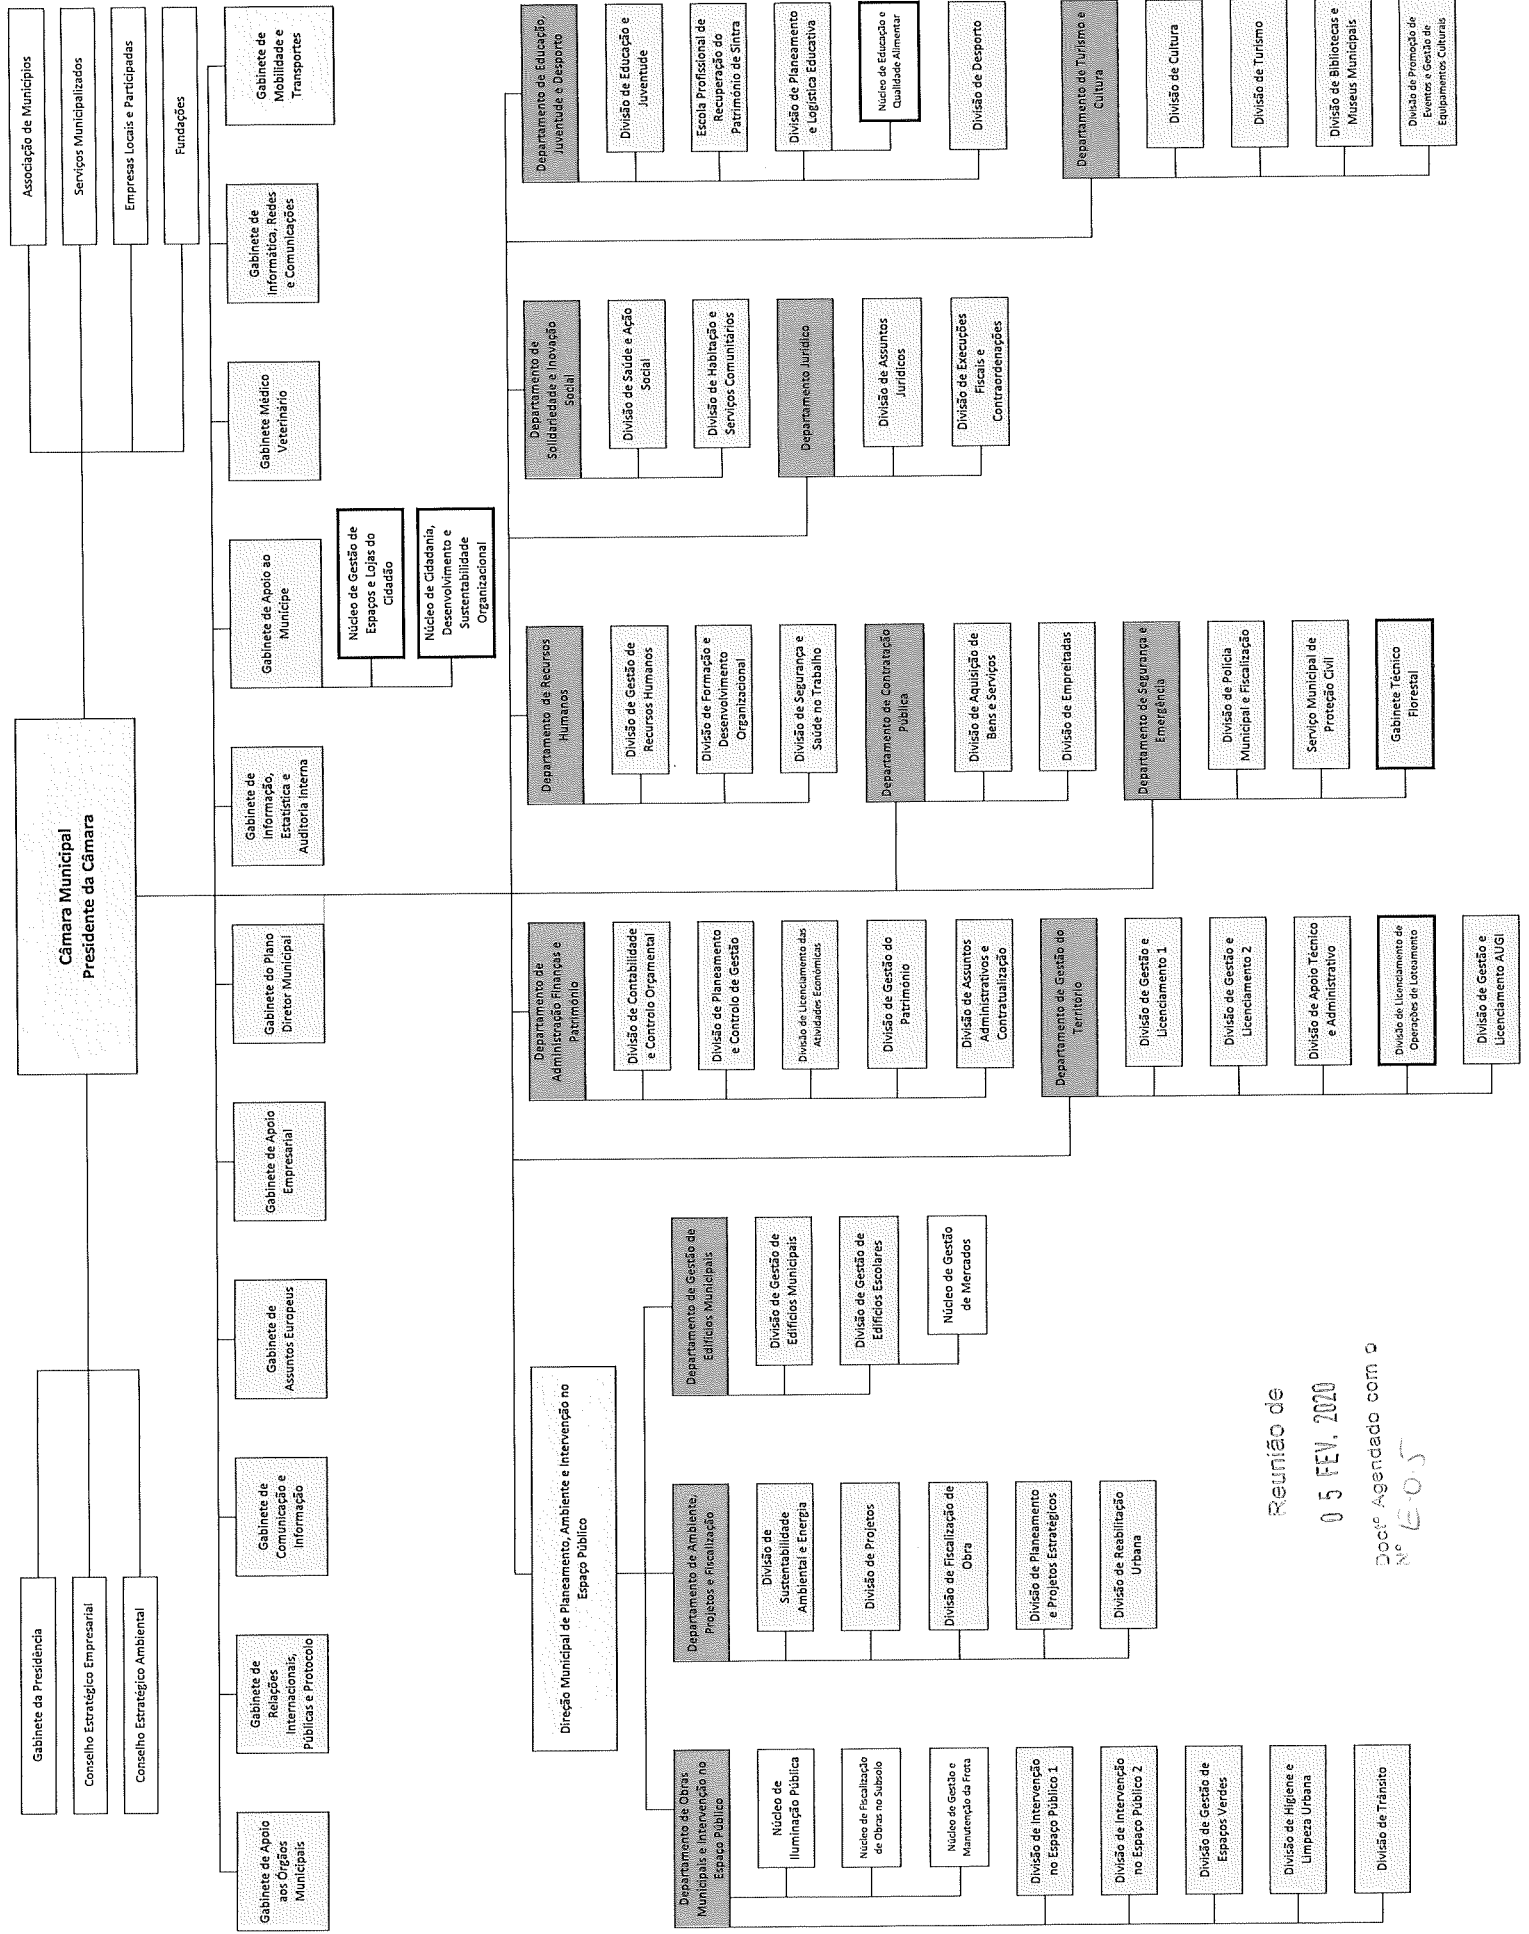 Câmara Municipal
Presidente da Câmara
Gabinete da Presidência
Conselho Estratégico Empresarial
Conselho Estratégico Ambiental
Associação de Municípios
Serviços Municipalizados
Empresas Locais e Participadas
Fundações
Gabinete de Apoio
aos Órgãos
Municipais
Gabinete de
Relações
Internacionais,
Públicas e Protocolo
Gabinete de
Comunicação e
Informação
Gabinete de
Assuntos Europeus
Gabinete de Apoio
Empresarial
Gabinete do Plano
Diretor Municipal
Gabinete de
Informação,
Estatística e
Auditoria Interna
Gabinete de Apoio ao
Munícipe
Núcleo de Gestão de
Espaços e Lojas do
Cidadão
Núcleo de Cidadania,
Desenvolvimento e
Sustentabilidade
Organizacional
Gabinete Médico
Veterinário
Gabinete de
Informática, Redes
e Comunicações
Gabinete de
Mobilidade e
Transportes
Direção Municipal de Planeamento, Ambiente e Intervenção no
Espaço Público
Departamento de Obras
Municipais e Intervenção no
Espaço Público
Núcleo de
Iluminação Pública
Núcleo de Fiscalização
de Obras no Subsolo
Núcleo de Gestão e
Manutenção da Frota
Divisão de Intervenção
no Espaço Público 1
Divisão de Intervenção
no Espaço Público 2
Divisão de Gestão de
Espaços Verdes
Divisão de Higiene e
Limpeza Urbana
Divisão de Trânsito
Departamento de Ambiente,
Projetos e Fiscalização
Divisão de
Sustentabilidade
Ambiental e Energia
Divisão de Projetos
Divisão de Fiscalização de
Obra
Divisão de Planeamento
e Projetos Estratégicos
Divisão de Reabilitação
Urbana
Departamento de Gestão de
Edifícios Municipais
Divisão de Gestão de
Edifícios Municipais
Divisão de Gestão de
Edifícios Escolares
Núcleo de Gestão
de Mercados
Departamento de
Administração Finanças e
Património
Divisão de Contabilidade
e Controlo Orçamental
Divisão de Planeamento
e Controlo de Gestão
Divisão de Licenciamento das
Atividades Económicas
Divisão de Gestão do
Património
Divisão de Assuntos
Administrativos e
Contratualização
Departamento de Gestão do
Território
Divisão de Gestão e
Licenciamento 1
Divisão de Gestão e
Licenciamento 2
Divisão de Apoio Técnico
e Administrativo
Divisão de Licenciamento de
Operações de Loteamento
Divisão de Gestão e
Licenciamento AUGI
Departamento de Recursos
Humanos
Divisão de Gestão de
Recursos Humanos
Divisão de Formação e
Desenvolvimento
Organizacional
Divisão de Segurança e
Saúde no Trabalho
Departamento de Contratação
Pública
Divisão de Aquisição de
Bens e Serviços
Divisão de Empreitadas
Departamento de Segurança e
Emergência
Divisão de Polícia
Municipal e Fiscalização
Serviço Municipal de
Proteção Civil
Gabinete Técnico
Florestal
Departamento de
Solidariedade e Inovação
Social
Divisão de Saúde e Ação
Social
Divisão de Habitação e
Serviços Comunitários
Departamento Jurídico
Divisão de Assuntos
Jurídicos
Divisão de Execuções
Fiscais e
Contraordenações
Departamento de Educação,
Juventude e Desporto
Divisão de Educação e
Juventude
Escola Profissional de
Recuperação do
Património de Sintra
Divisão de Planeamento
e Logística Educativa
Núcleo de Educação e
Qualidade Alimentar
Divisão de Desporto
Departamento de Turismo e
Cultura
Divisão de Cultura
Divisão de Turismo
Divisão de Bibliotecas e
Museus Municipais
Divisão de Promoção de
Eventos e Gestão de
Equipamentos Culturais
Reunião de
05 FEV. 2020
Doctº Agendado com o
Nº